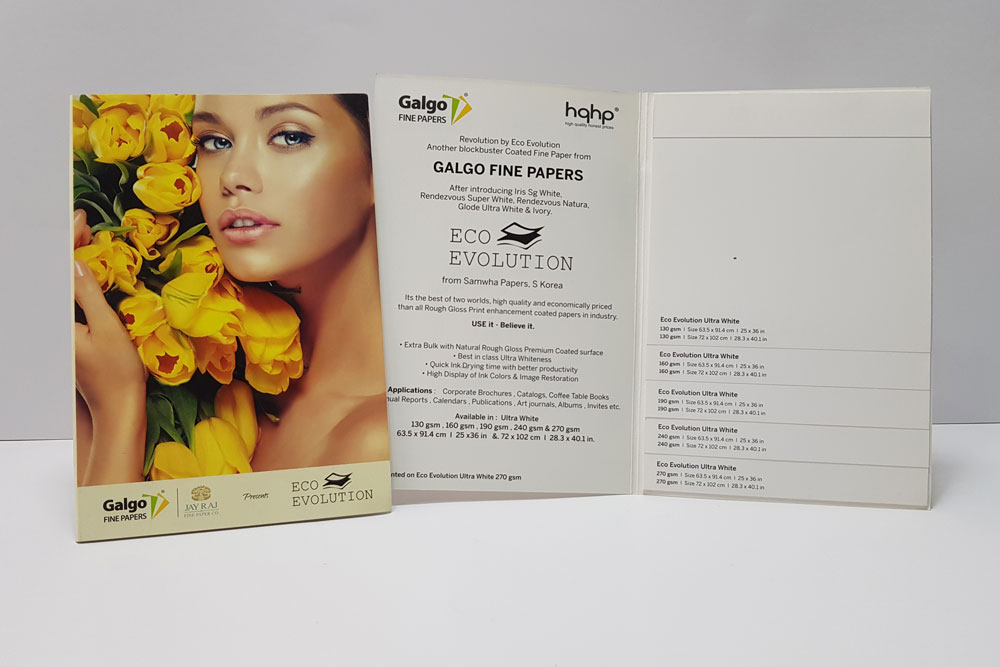 Galgo
FINE PAPERS
JAY RAJ
FINE PAPER CO.
Presents
ECO
EVOLUTION
Galgo®
FINE PAPERS
hqhp®
high quality honest prices
Revolution by Eco Evolution
Another blockbuster Coated Fine Paper from
GALGO FINE PAPERS
After introducing Iris Sg White,
Rendezvous Super White, Rendezvous Natura,
Glode Ultra White & Ivory.
ECO
EVOLUTION
from Samwha Papers, S Korea
Its the best of two worlds, high quality and economically priced
than all Rough Gloss Print enhancement coated papers in industry.
USE it - Believe it.
• Extra Bulk with Natural Rough Gloss Premium Coated surface
• Best in class Ultra Whiteness
• Quick Ink Drying time with better productivity
• High Display of Ink Colors & Image Restoration
Applications : Corporate Brochures , Catalogs, Coffee Table Books
ual Reports , Calendars , Publications , Art journals, Albums , Invites etc.
Available in : Ultra White
130 gsm , 160 gsm , 190 gsm , 240 gsm & 270 gsm
63.5 x 91.4 cm I 25 x36 in & 72 x 102 cm I 28.3 x 40.1 in.
nted on Eco Evolution Ultra White 270 gsm
Eco Evolution Ultra White
130 gsm I Size 63.5 x 91.4 cm I 25 x 36 in
130 gsm I Size 72 x 102 cm I 28.3 x 40.1 in
Eco Evolution Ultra White
160 gsm I Size 63.5 x 91.4 cm I 25 x 36 in
160 gsm I Size 72 x 102 cm I 28.3 x 40.1 in
Eco Evolution Ultra White
190 gsm I Size 63.5 x 91.4 cm I 25 x 36 in
190 gsm I Size 72 x 102 cm I 28.3 x 40.1 in
Eco Evolution Ultra White
240 gsm I Size 63.5 x 91.4 cm I 25 x 36 in
240 gsm I Size 72 x 102 cm I 28.3 x 40.1 in
Eco Evolution Ultra White
270 gsm I Size 63.5 x 91.4 cm I 25 x 36 in
270 gsm I Size 72 x 102 cm I 28.3 x 40.1 in